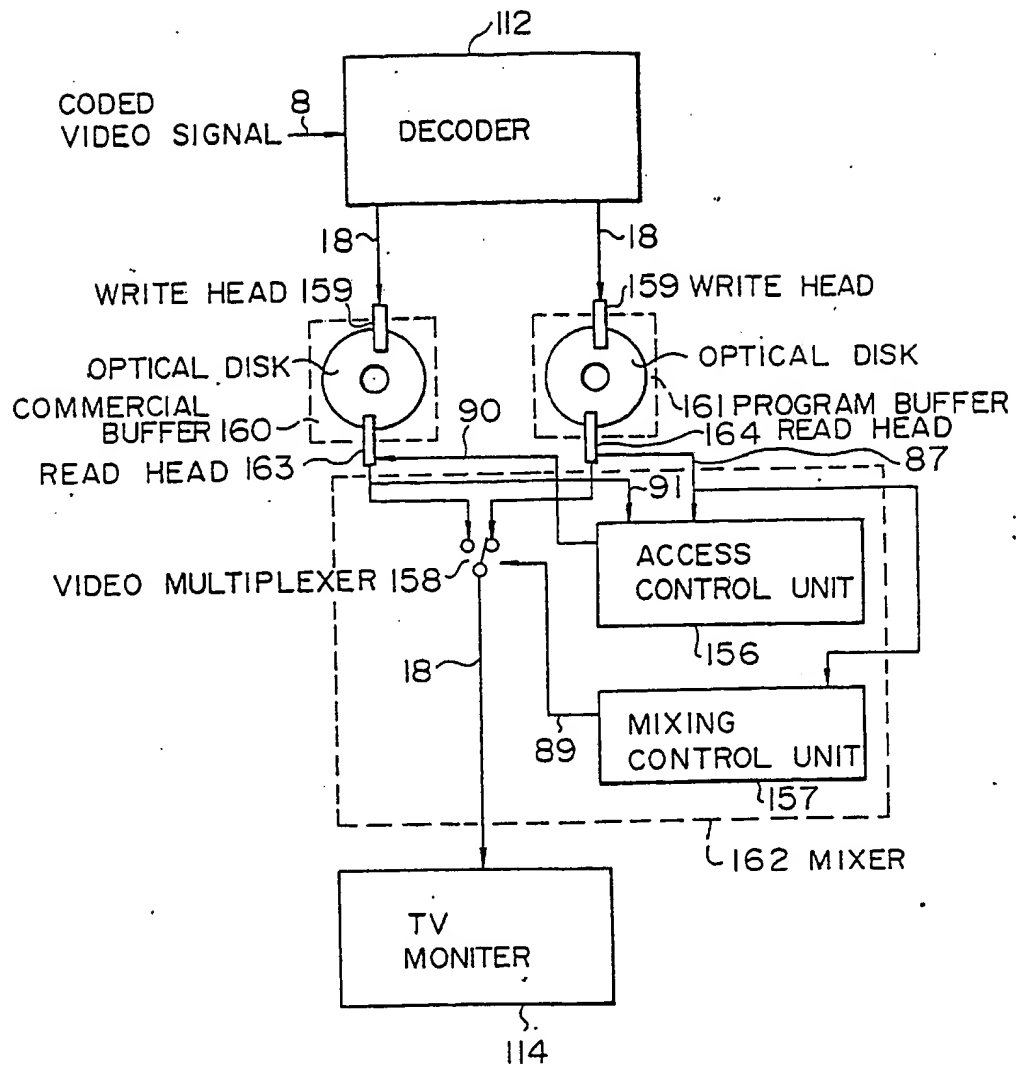 112
CODED
VIDEO SIGNAL
8
DECODER
18
18
WRITE HEAD 159
159 WRITE HEAD
OPTICAL DISK
OPTICAL DISK
COMMERCIAL
BUFFER 160
161 PROGRAM BUFFER
90
164 READ HEAD
READ HEAD 163
87
91
ACCESS
CONTROL UNIT
VIDEO MULTIPLEXER 158
156
18
MIXING
CONTROL UNIT
89
157
162 MIXER
TV
MONITER
114